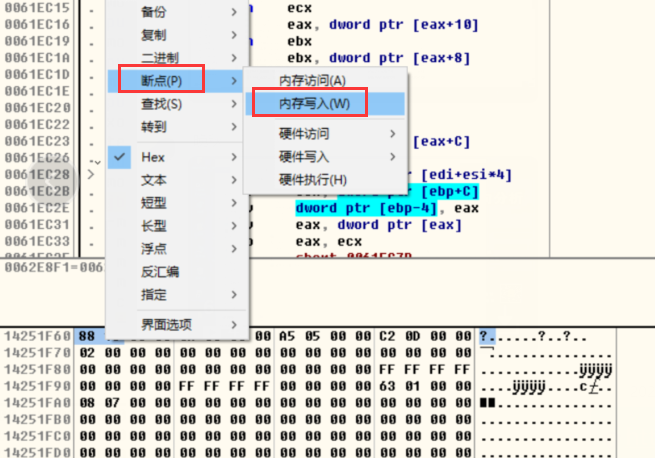 0061EC15 . ecx
0061EC16 . 备份 > eax, dword ptr [eax+10]
0061EC19 . 复制 > ebx
0061EC1A . 二进制 > ebx, dword ptr [eax+8]
0061EC1D . 断点(P) > 内存访问(A)
0061EC1E .
0061EC20 . 查找(S) > 内存写入(W)
0061EC22 . 转到 > 硬件访问 >
0061EC23 . [eax+C]
0061EC26 . Hex > 硬件写入 >
0061EC28 > 文本 > 硬件执行(H) [edi+esi*4]
0061EC2B . dword ptr [ebp+C]
0061EC2E . 短型 > dword ptr [ebp-4], eax
0061EC31 . 长型 > eax, dword ptr [eax]
0061EC33 . 浮点 > eax, ecx
反汇编
0062E8F1=006
指定 >
界面选项 >
14251F60 88 00 A5 05 00 00 C2 0D 00 00 ?.......?..?..
14251F70 02 00 00 00 00 00 00 00 00 00 00 00 00 00 00 00
14251F80 00 00 00 00 00 00 00 00 00 00 00 00 FF FF FF FF ............ÿÿÿÿ
14251F90 00 00 00 00 FF FF FF FF 00 00 00 00 63 01 00 00 ....ÿÿÿÿ....c
14251FA0 08 07 00 00 00 00 00 00 00 00 00 00 00 00 00 00
14251FB0 00 00 00 00 00 00 00 00 00 00 00 00 00 00 00 00 ................
14251FC0 00 00 00 00 00 00 00 00 00 00 00 00 00 00 00 00 ................
14251FD0 00 00 00 00 00 00 00 00 00 00 00 00 00 00 00 00 ................